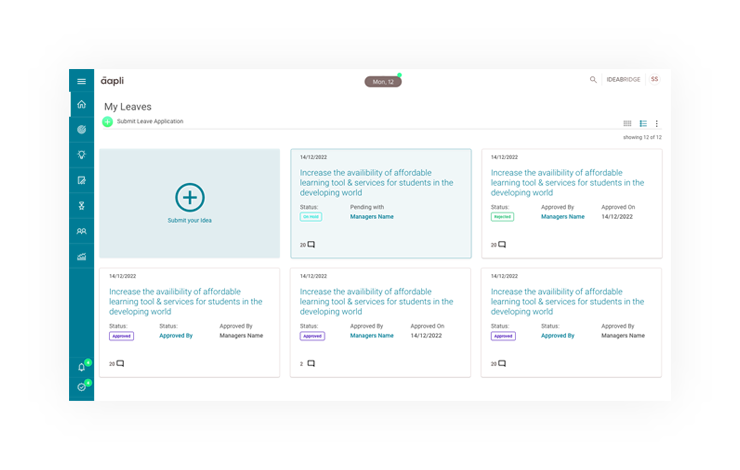 āapli
Mon, 12
IDEABRIDGE
SS
My Leaves
Submit Leave Application
showing 12 of 12
Submit your Idea
14/12/2022
Increase the availibility of affordable
learning tool & services for students in the
developing world
Status: Pending with
On Hold Managers Name
20
14/12/2022
Increase the availibility of affordable
learning tool & services for students in the
developing world
Status: Approved By Approved On
Rejected Managers Name 14/12/2022
20
14/12/2022
Increase the availibility of affordable
learning tool & services for students in the
developing world
Status: Status: Approved By
Approved Approved By Managers Name
20
14/12/2022
Increase the availibility of affordable
learning tool & services for students in the
developing world
Status: Approved By Approved On
Approved Managers Name 14/12/2022
2
14/12/2022
Increase the availibility of affordable
learning tool & services for students in the
developing world
Status: Status: Approved By
Approved Approved By Managers Name
20